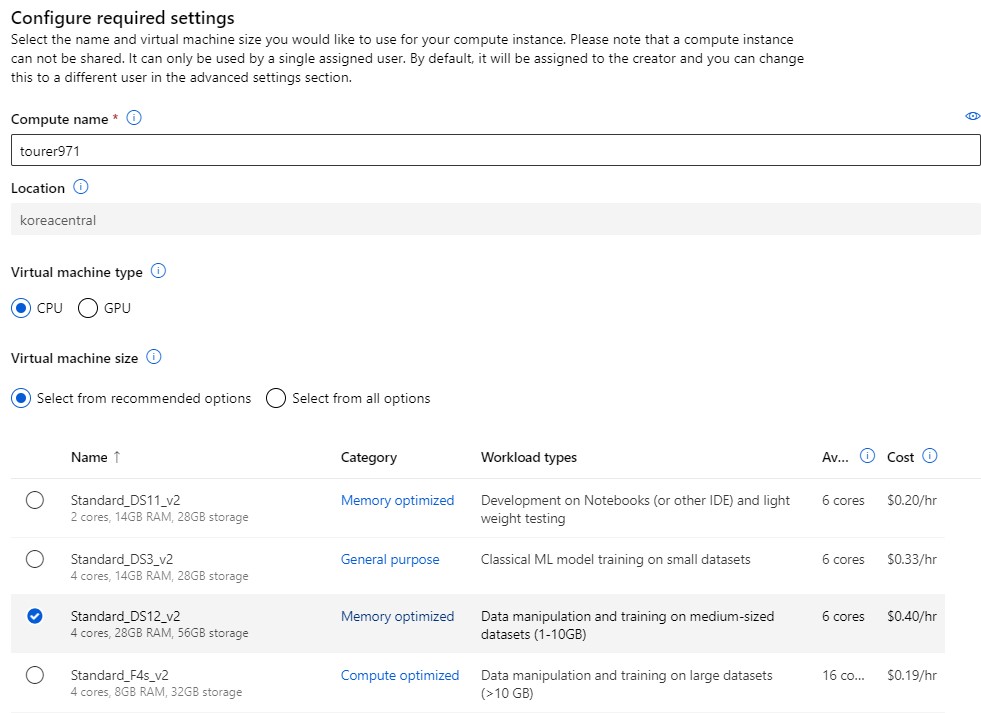 Configure required settings
Select the name and virtual machine size you would like to use for your compute instance. Please note that a compute instance
can not be shared. It can only be used by a single assigned user. By default, it will be assigned to the creator and you can change
this to a different user in the advanced settings section.
Compute name *
tourer971
Location
koreacentral
Virtual machine type
CPU GPU
Virtual machine size
Select from recommended options Select from all options
Name ↑ Category Workload types Av... Cost
Standard_DS11_v2 Memory optimized Development on Notebooks (or other IDE) and light 6 cores $0.20/hr
2 cores, 14GB RAM, 28GB storage weight testing
Standard_DS3_v2 General purpose Classical ML model training on small datasets 6 cores $0.33/hr
4 cores, 14GB RAM, 28GB storage
Standard_DS12_v2 Memory optimized Data manipulation and training on medium-sized 6 cores $0.40/hr
4 cores, 28GB RAM, 56GB storage datasets (1-10GB)
Standard_F4s_v2 Compute optimized Data manipulation and training on large datasets 16 co... $0.19/hr
4 cores, 8GB RAM, 32GB storage (>10 GB)